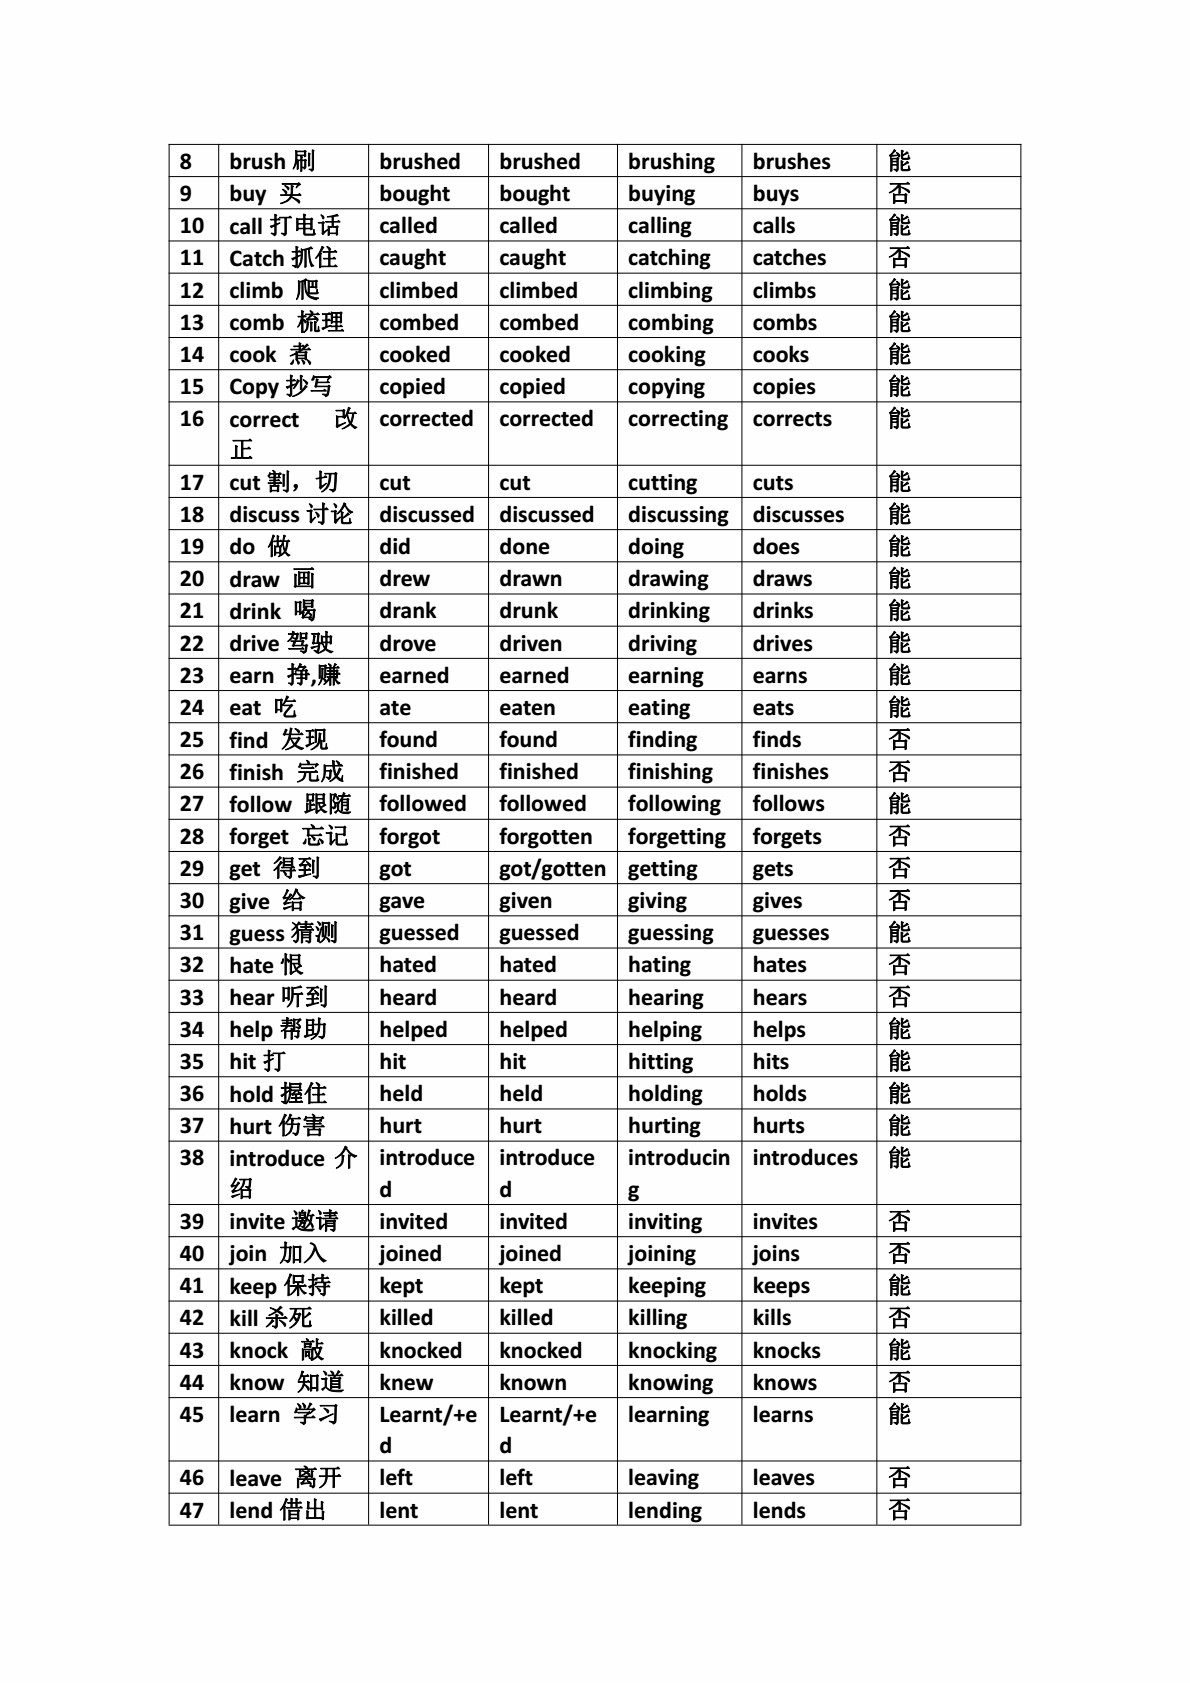 8 brush 刷 brushed brushed brushing brushes 能
9 buy 买 bought bought buying buys 否
10 call 打电话 called called calling calls 能
11 Catch 抓住 caught caught catching catches 否
12 climb 爬 climbed climbed climbing climbs 能
13 comb 梳理 combed combed combing combs 能
14 cook 煮 cooked cooked cooking cooks 能
15 Copy 抄写 copied copied copying copies 能
16 correct 改 corrected corrected correcting corrects 能
正
17 cut 割，切 cut cut cutting cuts 能
18 discuss 讨论 discussed discussed discussing discusses 能
19 do 做 did done doing does 能
20 draw 画 drew drawn drawing draws 能
21 drink 喝 drank drunk drinking drinks 能
22 drive 驾驶 drove driven driving drives 能
23 earn 挣,赚 earned earned earning earns 能
24 eat 吃 ate eaten eating eats 能
25 find 发现 found found finding finds 否
26 finish 完成 finished finished finishing finishes 否
27 follow 跟随 followed followed following follows 能
28 forget 忘记 forgot forgotten forgetting forgets 否
29 get 得到 got got/gotten getting gets 否
30 give 给 gave given giving gives 否
31 guess 猜测 guessed guessed guessing guesses 能
32 hate 恨 hated hated hating hates 否
33 hear 听到 heard heard hearing hears 否
34 help 帮助 helped helped helping helps 能
35 hit 打 hit hit hitting hits 能
36 hold 握住 held held holding holds 能
37 hurt 伤害 hurt hurt hurting hurts 能
38 introduce 介 introduce introduce introducin introduces 能
绍 d d g
39 invite 邀请 invited invited inviting invites 否
40 join 加入 joined joined joining joins 否
41 keep 保持 kept kept keeping keeps 能
42 kill 杀死 killed killed killing kills 否
43 knock 敲 knocked knocked knocking knocks 能
44 know 知道 knew known knowing knows 否
45 learn 学习 Learnt/+e Learnt/+e learning learns 能
d d
46 leave 离开 left left leaving leaves 否
47 lend 借出 lent lent lending lends 否